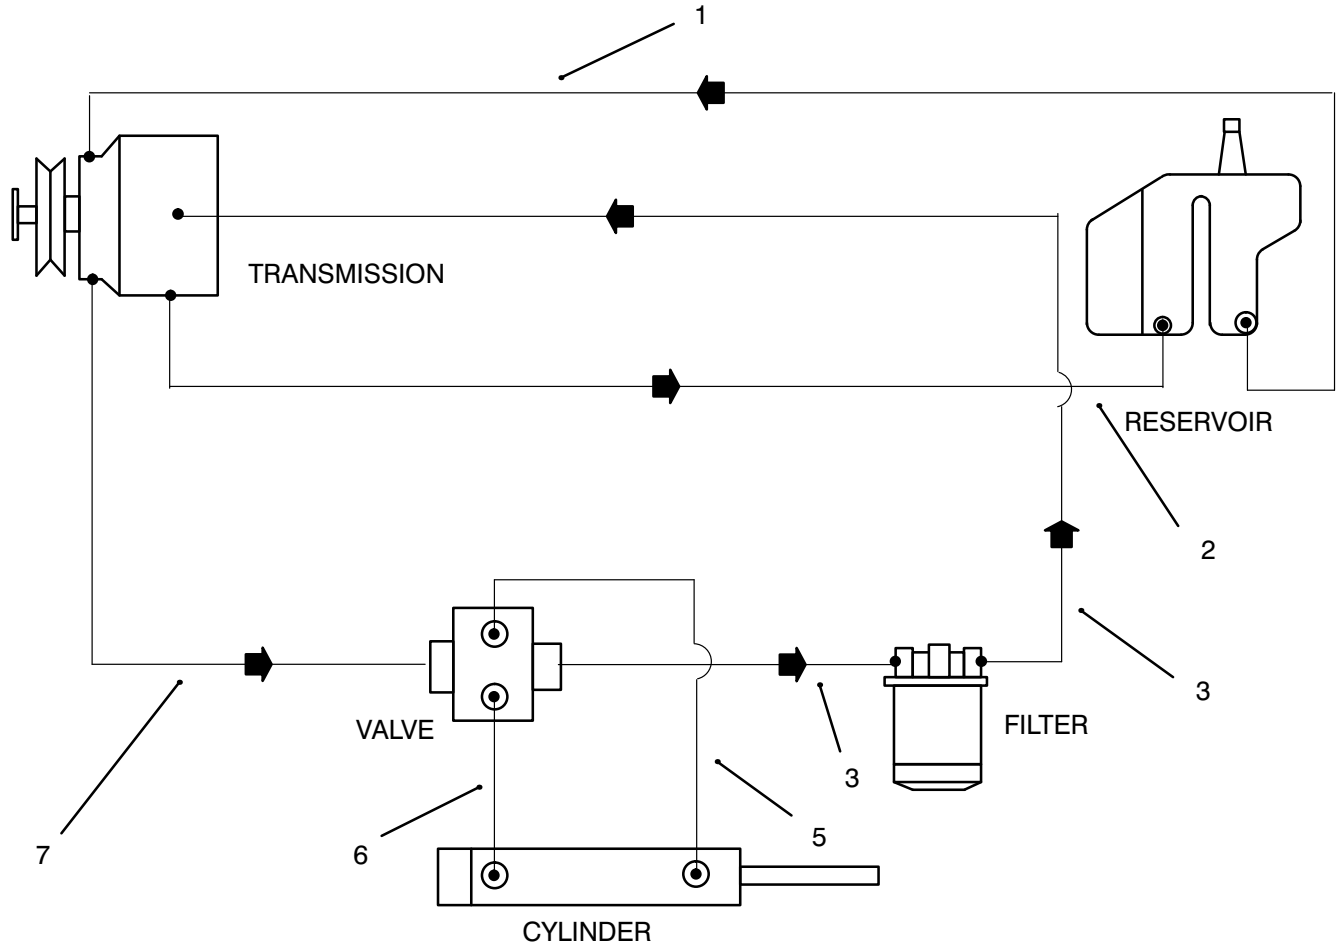 1
TRANSMISSION
RESERVOIR
2
3
FILTER
VALVE
3
5
6
7
CYLINDER